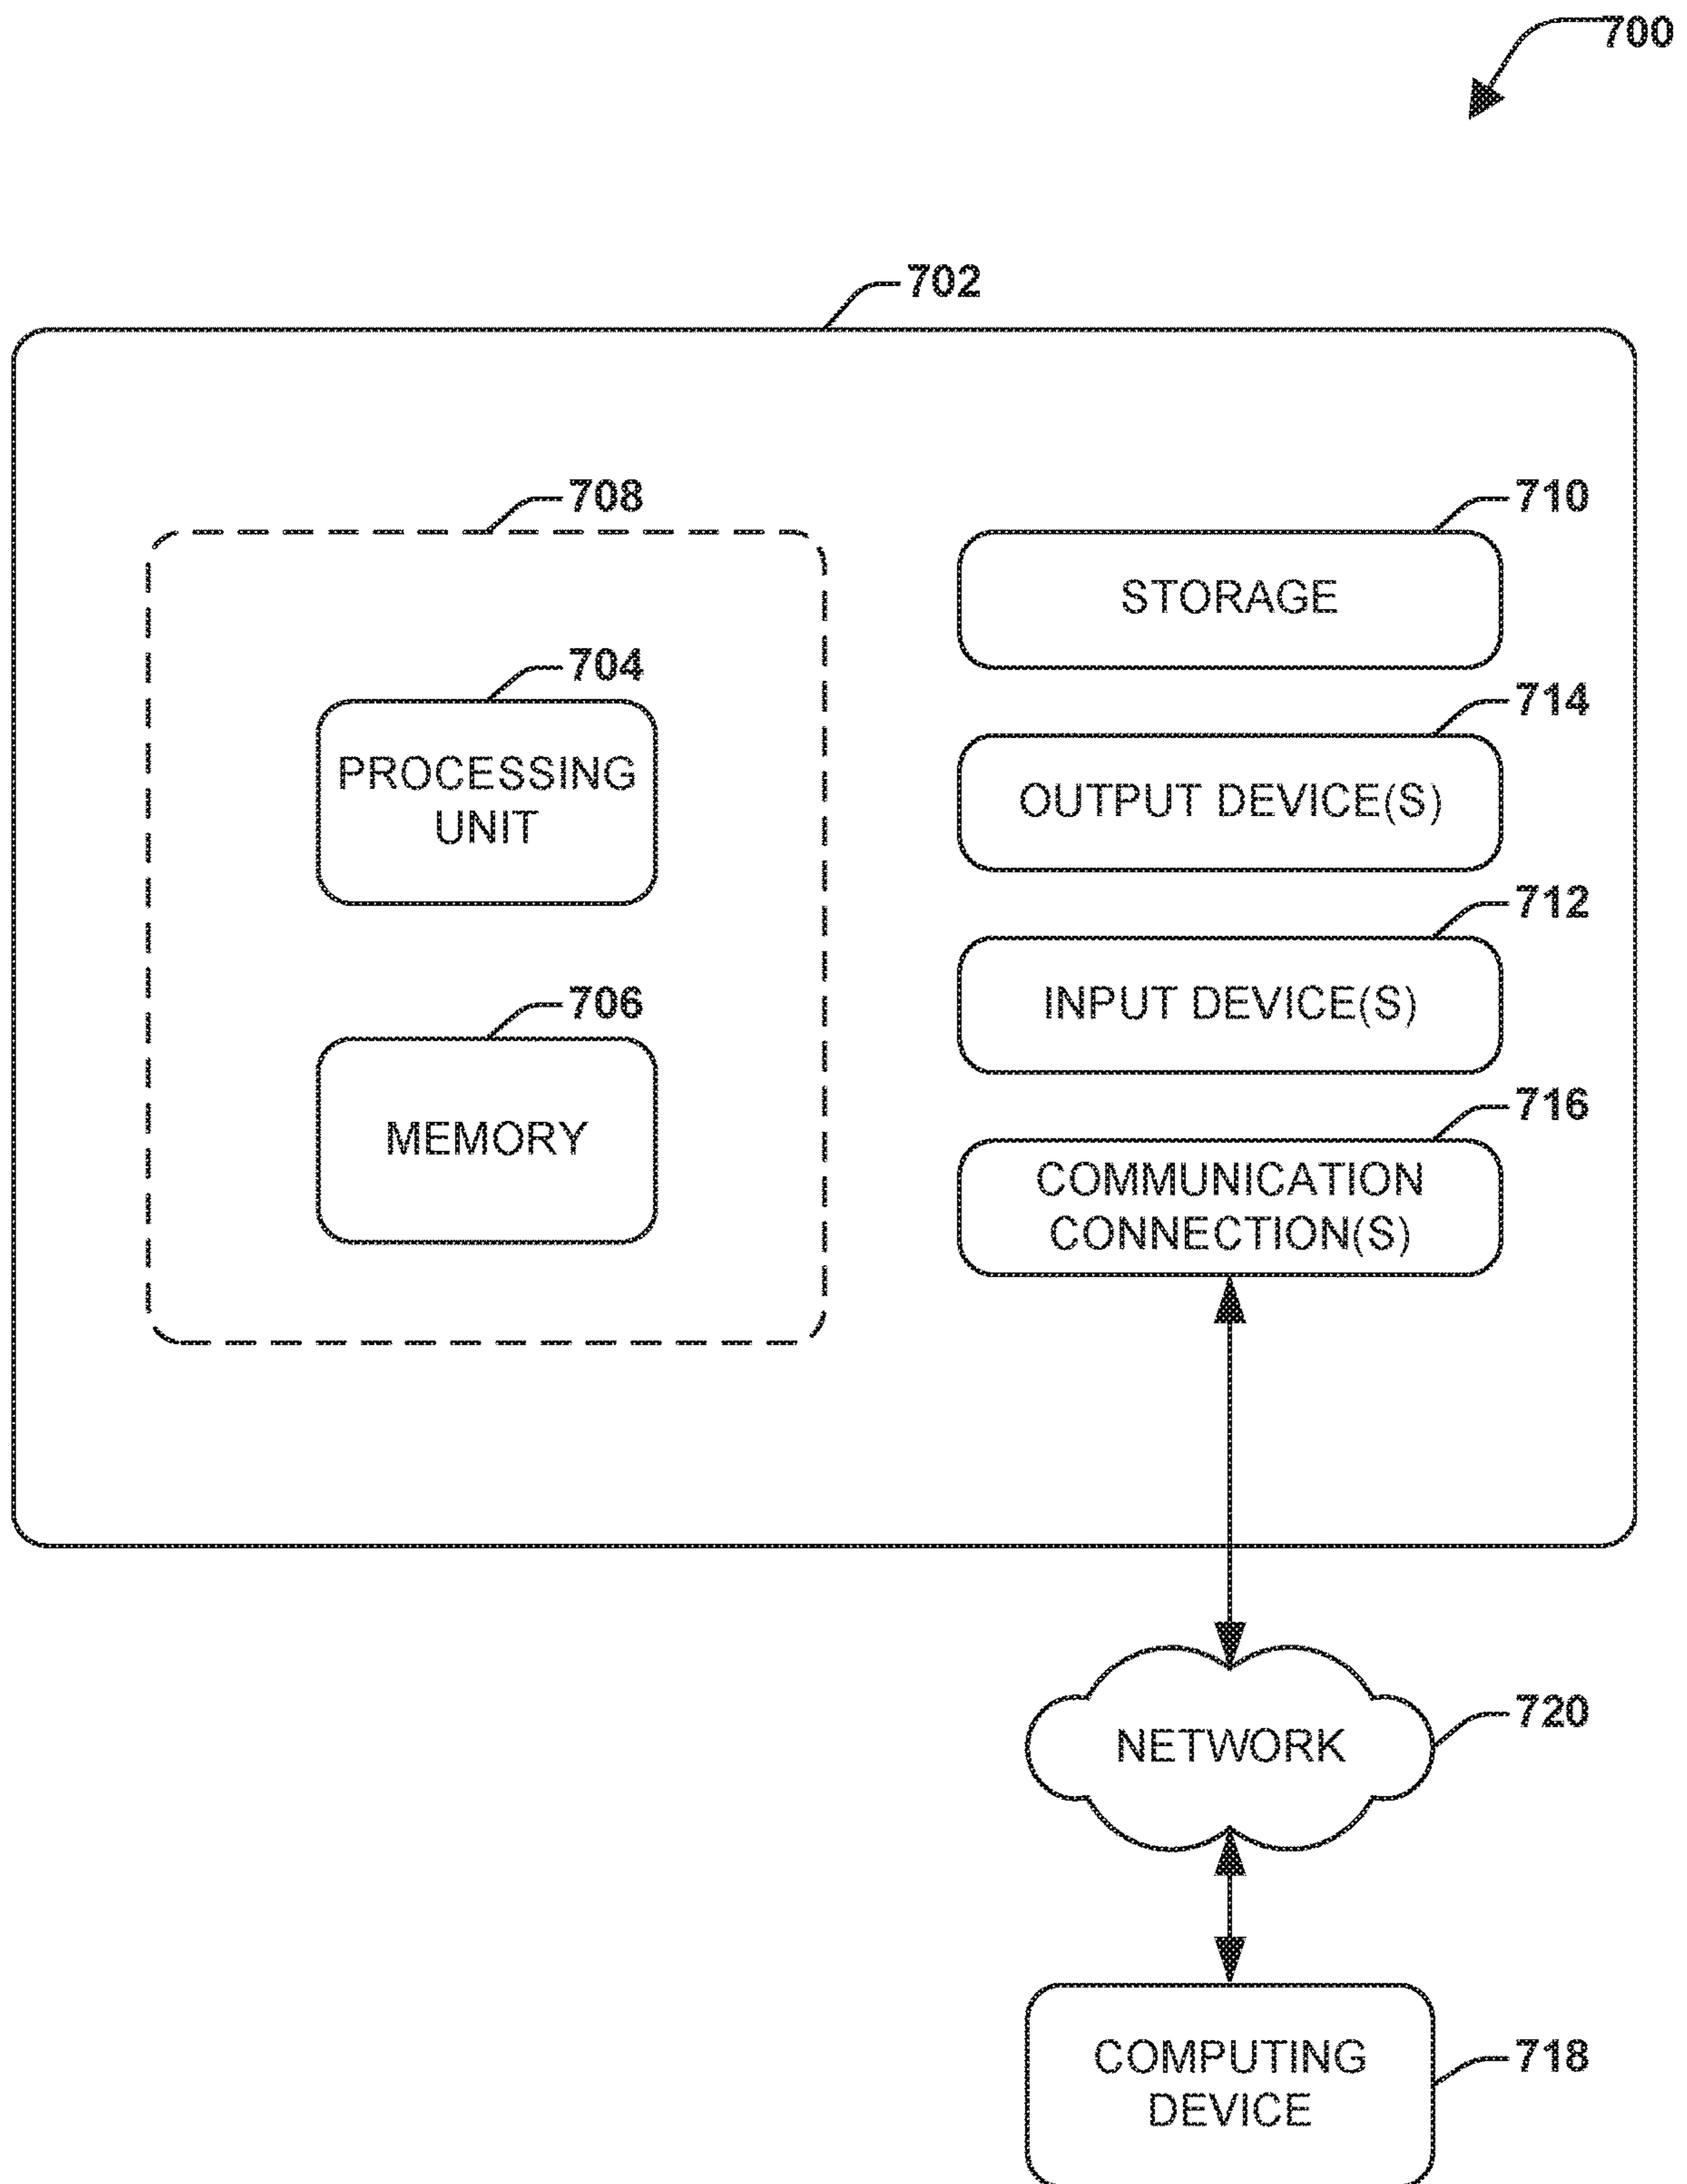 700
702
708
710
STORAGE
704
714
PROCESSING
UNIT
OUTPUT DEVICE(S)
712
INPUT DEVICE(S)
706
MEMORY
716
COMMUNICATION
CONNECTION(S)
720
NETWORK
718
COMPUTING
DEVICE